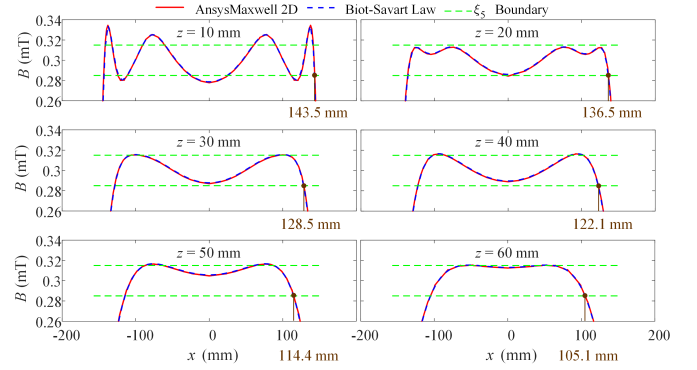 AnsysMaxwell 2D Biot-Savart Law ξ5 Boundary
0.34
0.32
0.3
0.28
0.26
B (mT)
z = 10 mm
143.5 mm
z = 20 mm
136.5 mm
0.34
0.32
0.3
0.28
0.26
B (mT)
z = 30 mm
128.5 mm
z = 40 mm
122.1 mm
0.34
0.32
0.3
0.28
0.26
B (mT)
z = 50 mm
-200 -100 0 100
x (mm)
114.4 mm
z = 60 mm
-200 -100 0 100 200
x (mm)
105.1 mm